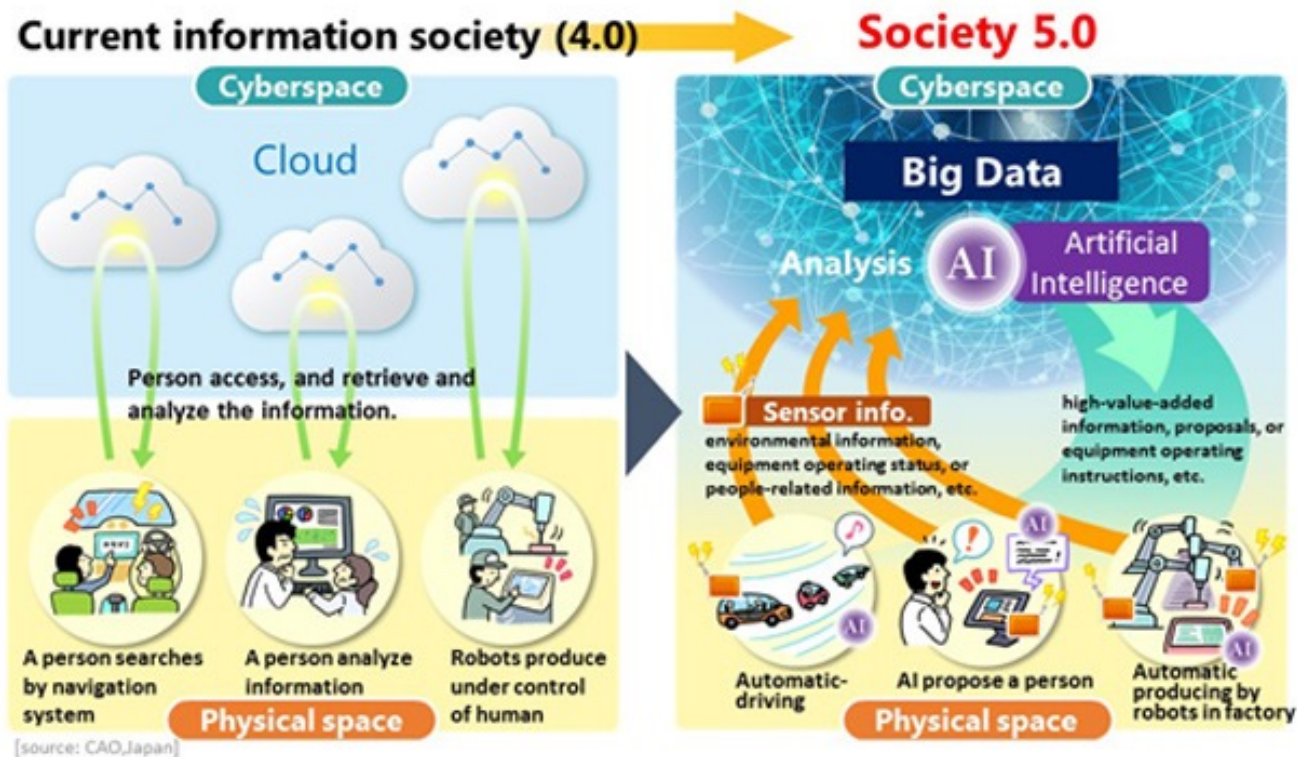 Current information society (4.0)
Society 5.0
Cyberspace
Cloud
Person access, and retrieve and
analyze the information.
A person searches
by navigation
system
A person analyze
information
Robots produce
under control
of human
Physical space
[source: CAO,Japan]
Cyberspace
Big Data
Analysis
AI
Artificial
Intelligence
Sensor info.
environmental information,
equipment operating status, or
people-related information, etc.
high-value-added
information, proposals, or
equipment operating
instructions, etc.
AI
AI
AI
Automatic-
driving
AI propose a person
Automatic
producing by
robots in factory
Physical space